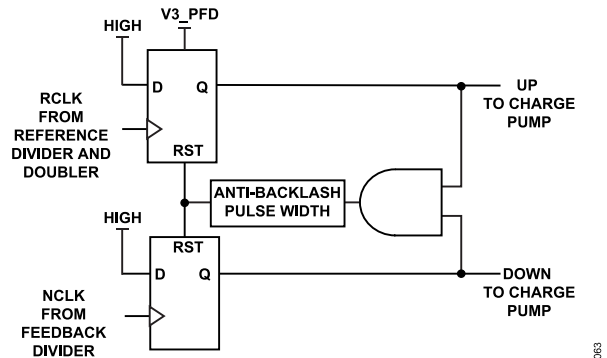 V3_PFD
HIGH
D
Q
UP
TO CHARGE
PUMP
RCLK
FROM
REFERENCE
DIVIDER AND
DOUBLER
RST
ANTI-BACKLASH
PULSE WIDTH
HIGH
RST
D
Q
DOWN
TO CHARGE
PUMP
NCLK
FROM
FEEDBACK
DIVIDER
063